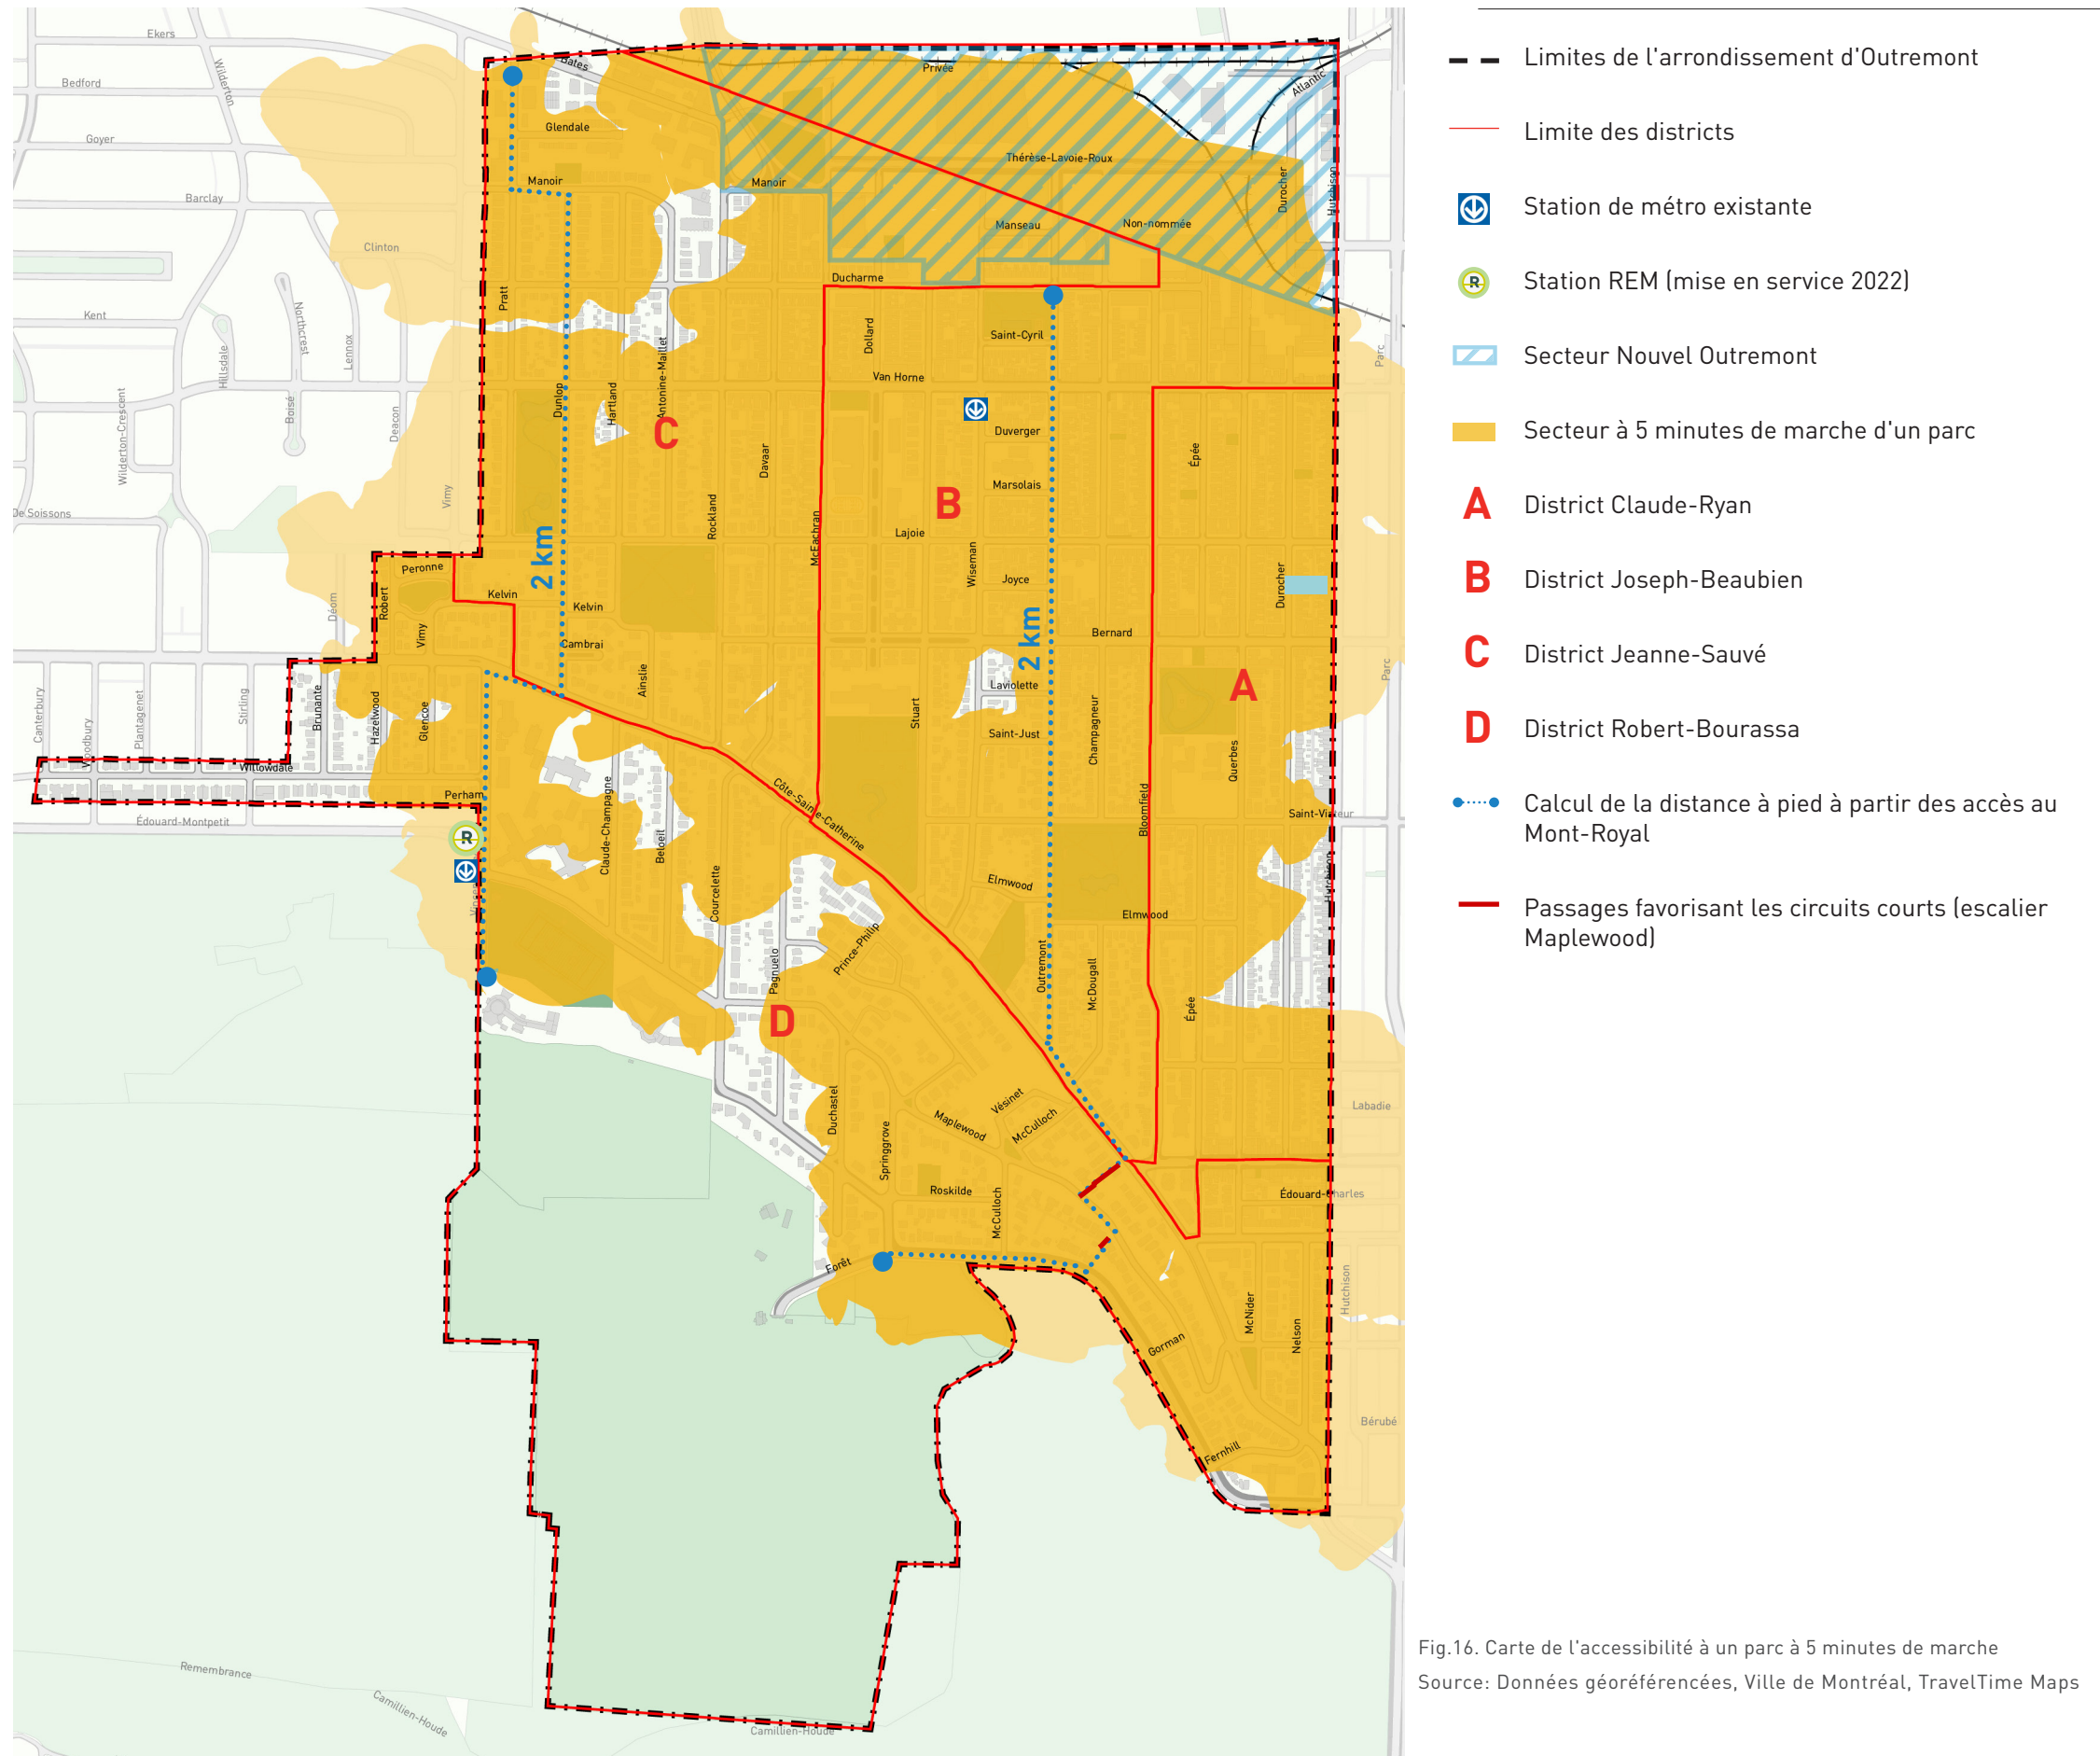 Limites de l'arrondissement d'Outremont
Limite des districts
Station de métro existante
Station REM (mise en service 2022)
Secteur Nouvel Outremont
Secteur à 5 minutes de marche d'un parc
A District Claude-Ryan
B District Joseph-Beaubien
C District Jeanne-Sauvé
D District Robert-Bourassa
Calcul de la distance à pied à partir des accès au
Mont-Royal
Passages favorisant les circuits courts (escalier
Maplewood)
Fig.16. Carte de l'accessibilité à un parc à 5 minutes de marche
Source: Données géoréférencées, Ville de Montréal, TravelTime Maps
Ekers
Wilderton
Bedford
Goyer
Barclay
Clinton
Kent
Northcrest
Hillsdale
Lennox
Boisé
Deacon
Wilderton-Crescent
De Soissons
Vimy
Bates
Privée
Atlantic
Glendale
Thérèse-Lavoie-Roux
Manoir
Manoir
Durocher
Hutchison
Manseau
Non-nommée
Ducharme
Pratt
Saint-Cyril
Dollard
Antonine-Maillet
Parc
Van Horne
Dunlop
Hartland
C
Duverger
Davaar
Épée
Marsolais
B
Rockland
McEachran
Lajoie
2 km
Wiseman
Joyce
Durocher
Peronne
Robert
Déom
Kelvin
Kelvin
Vimy
Cambrai
2 km
Bernard
Ainslie
Laviolette
A
Parc
Canterbury
Woodbury
Plantagenet
Stirling
Brunante
Hazelwood
Glencoe
Stuart
Saint-Just
Champagneur
Querbes
Willowdale
Perham
Édouard-Montpetit
Côte-Sainte-Catherine
Claude-Champagne
Beloeil
Bloomfield
Saint-Viateur
R
Courcelette
Elmwood
Elmwood
Hutchison
Prince-Philip
Pagnuelo
Outremont
McDougall
Épée
D
Duchastel
Vésinet
Maplewood
McCulloch
Labadie
Springgrove
Roskilde
McCulloch
Édouard-Charles
Forêt
McNider
Nelson
Hutchison
Gorman
Bérubé
Fernhill
Remembrance
Camillien-Houde
Camillien-Houde